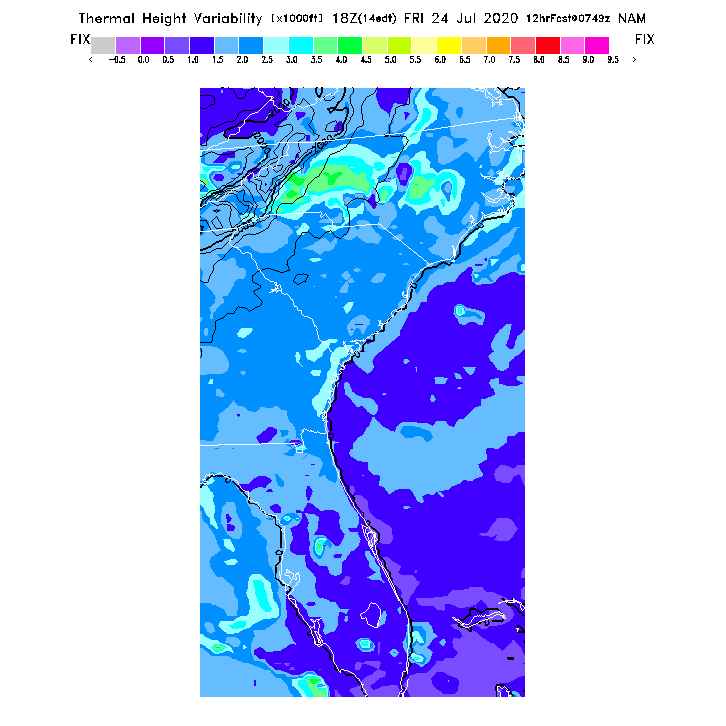 Thermal Height Variability [x1000ft] 18Z(14edt) FRI 24 Jul 2020 12hrFcst@0749z NAM
FIX FIX
< -0.5 0.0 0.5 1.0 1.5 2.0 2.5 3.0 3.5 4.0 4.5 5.0 5.5 6.0 6.5 7.0 7.5 8.0 8.5 9.0 9.5 >